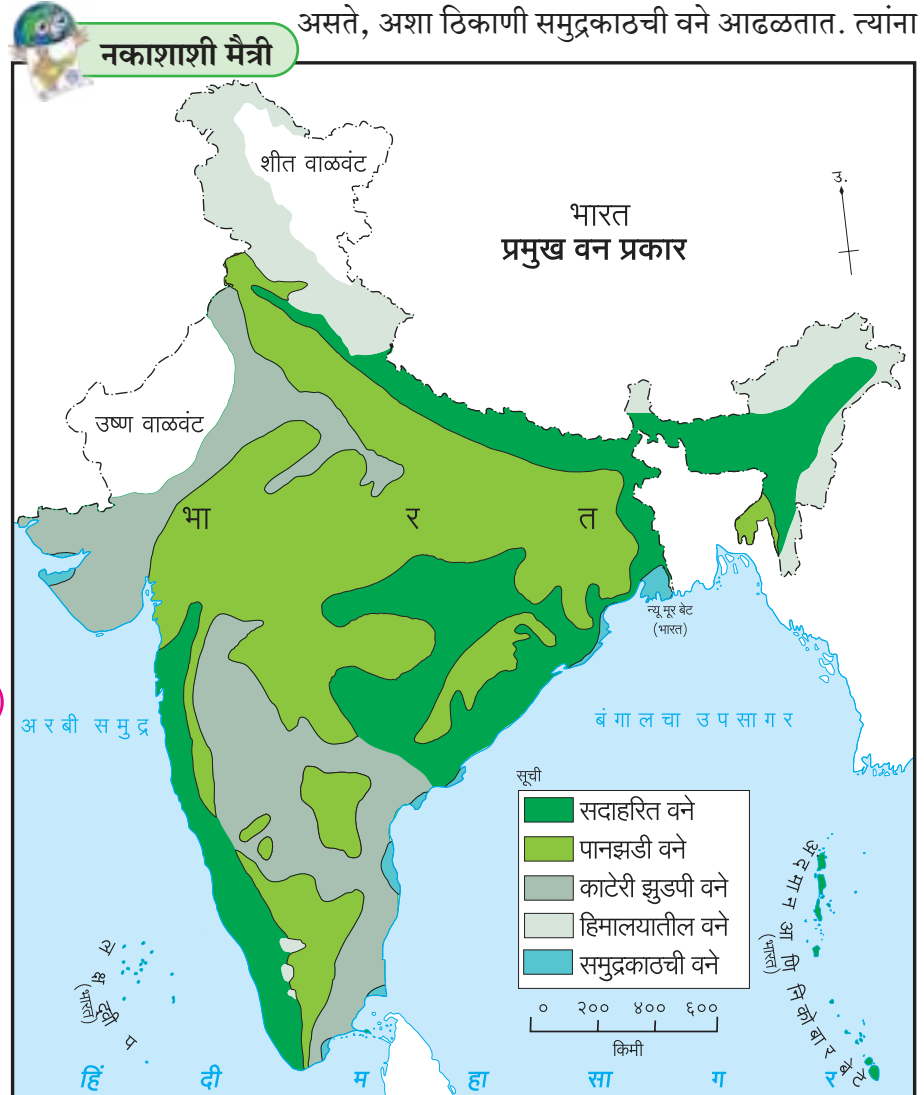 असते, अशा ठिकाणी समुद्रकाठची वने आढळतात. त्यांना
नकाशाशी मैत्री
शीत वाळवंट
उ.
भारत
प्रमुख वन प्रकार
उष्ण वाळवंट
भा र त
न्यू मूर बेट
(भारत)
अरबी समुद्र
बंगालचा उपसागर
सूची
सदाहरित वने
पानझडी वने
काटेरी झुडपी वने
हिमालयातील वने
समुद्रकाठची वने
० २०० ४०० ६००
किमी
लक्षद्वीप
(भारत)
अंदमान आणि निकोबार बेटे
(भारत)
हिं दी म हा सा ग र